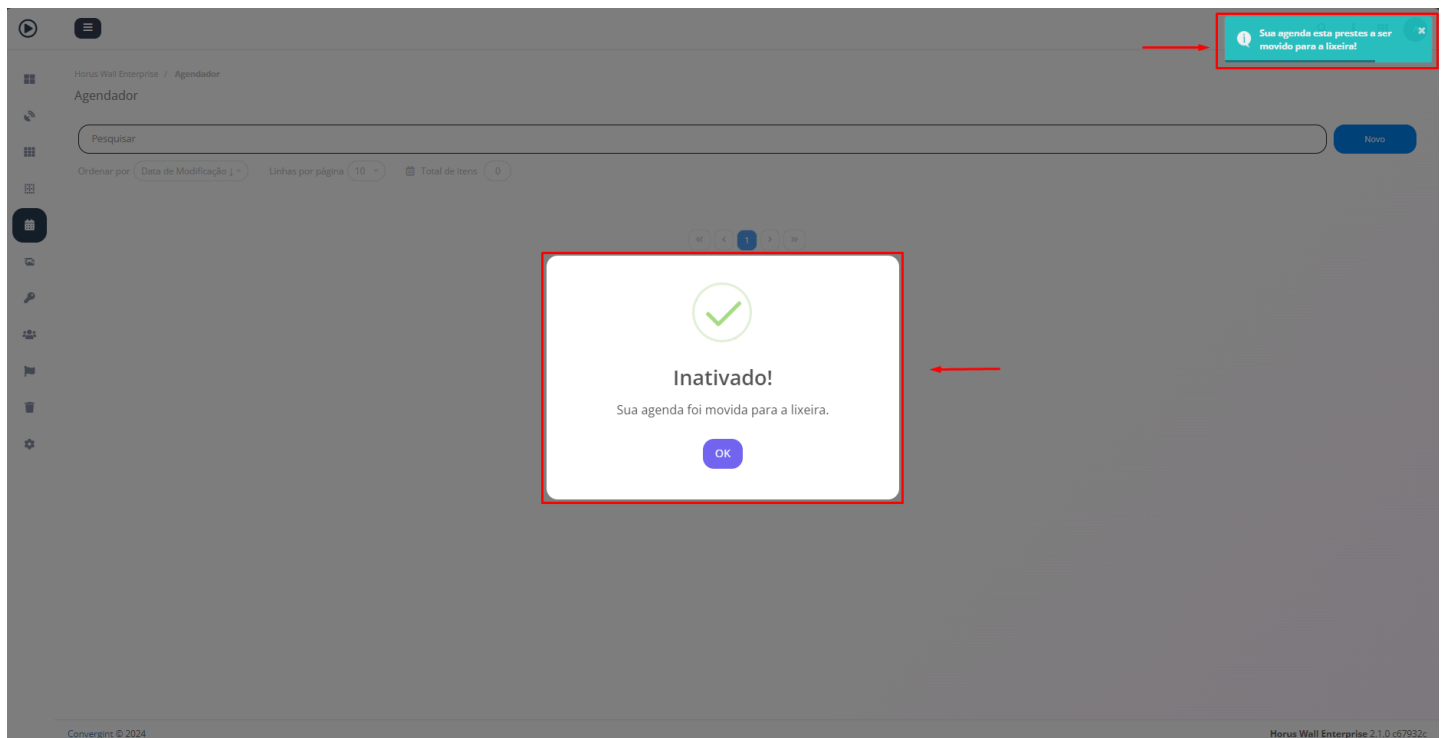 Sua agenda esta prestes a ser
movido para a lixeira!
Horus Wall Enterprise / Agendador
Agendador
Pesquisar
Novo
Ordenar por Data de Modificação ↓ Linhas por página 10 Total de itens 0
« < 1 > »
Inativado!
Sua agenda foi movida para a lixeira.
OK
Convergint © 2024
Horus Wall Enterprise 2.1.0 c67932c